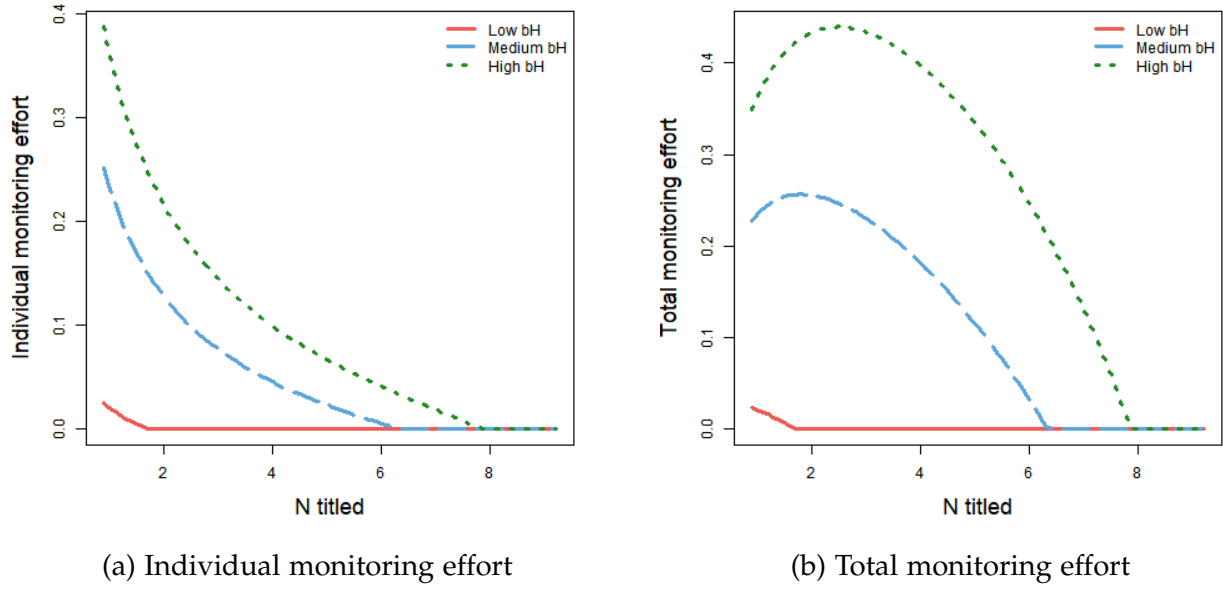 Individual monitoring effort
0.4
0.3
0.2
0.1
0.0
Low bH
Medium bH
High bH
2 4 6 8
N titled
(a) Individual monitoring effort
Total monitoring effort
0.4
0.3
0.2
0.1
0.0
Low bH
Medium bH
High bH
2 4 6 8
N titled
(b) Total monitoring effort